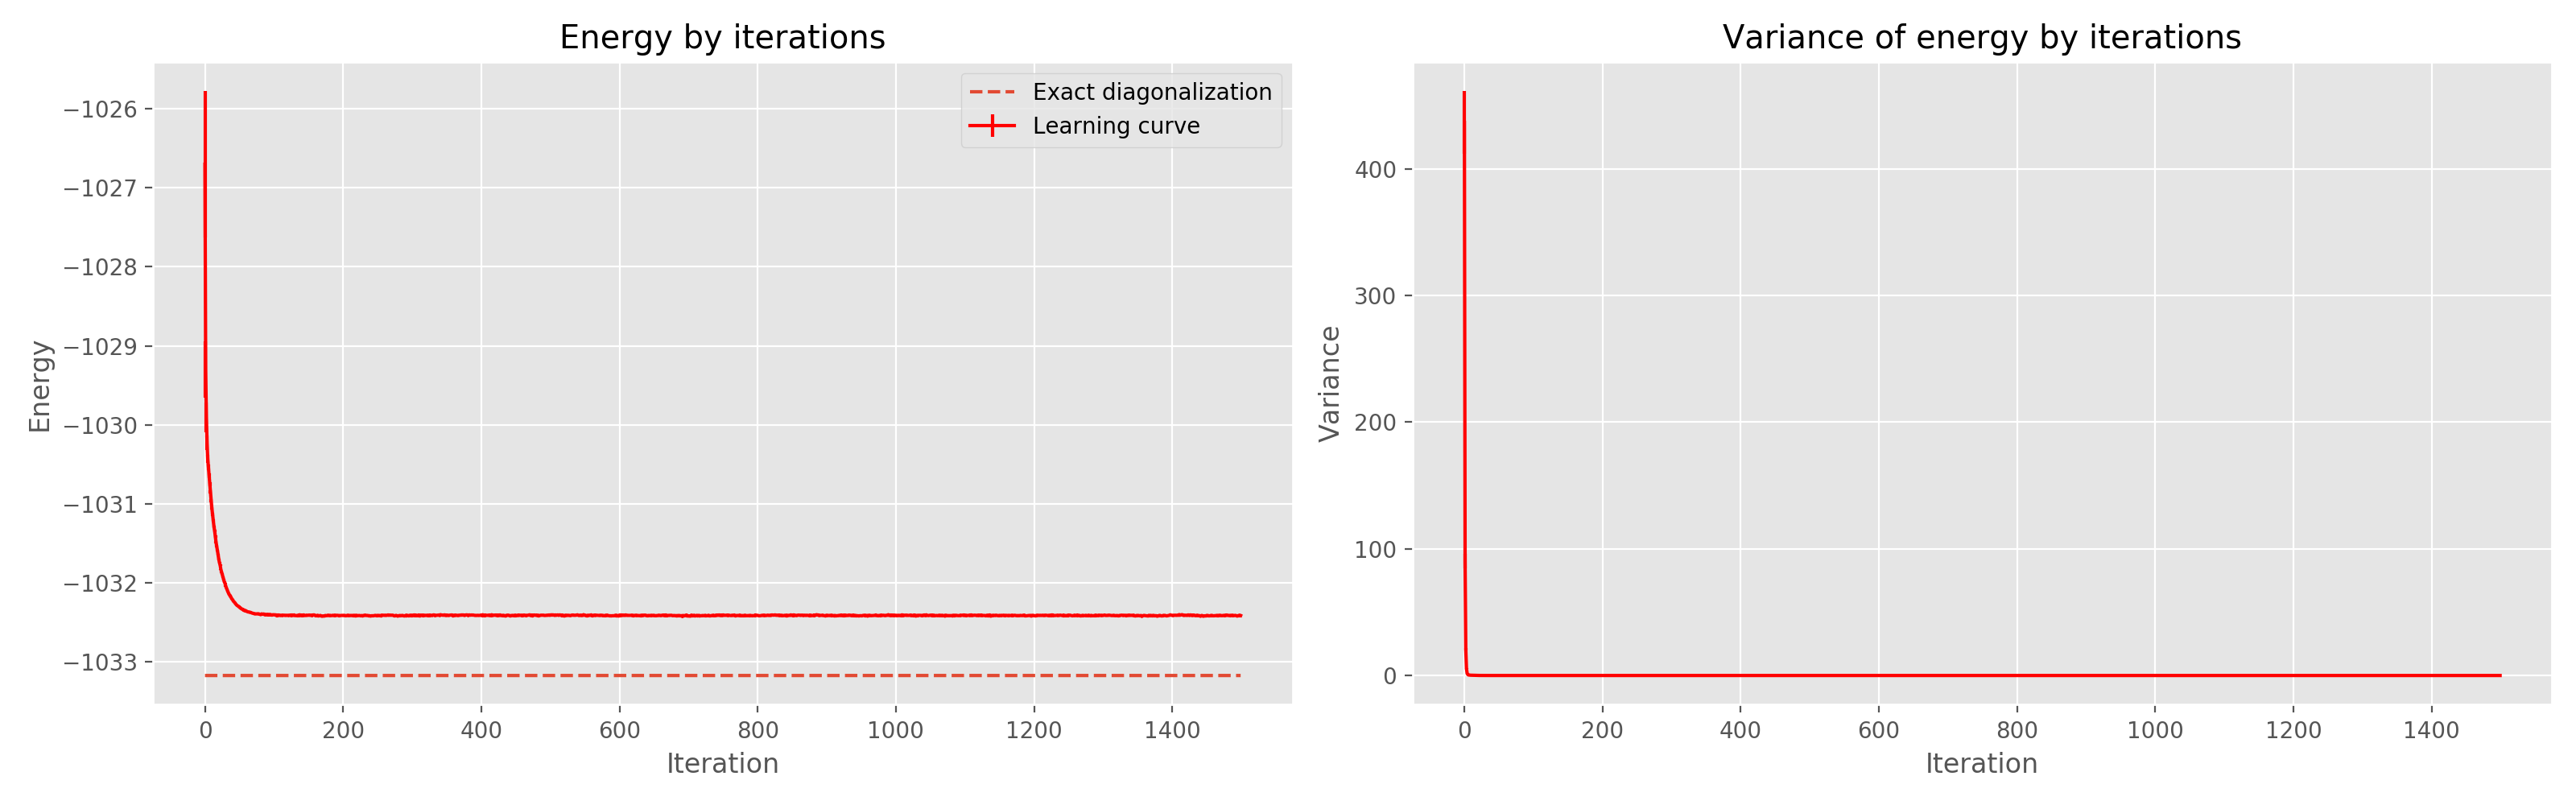 Energy by iterations
Exact diagonalization
Learning curve
−1026
−1027
−1028
−1029
−1030
−1031
−1032
−1033
Energy
0 200 400 600 800 1000 1200 1400
Iteration
Variance of energy by iterations
400
300
200
100
0
Variance
0 200 400 600 800 1000 1200 1400
Iteration